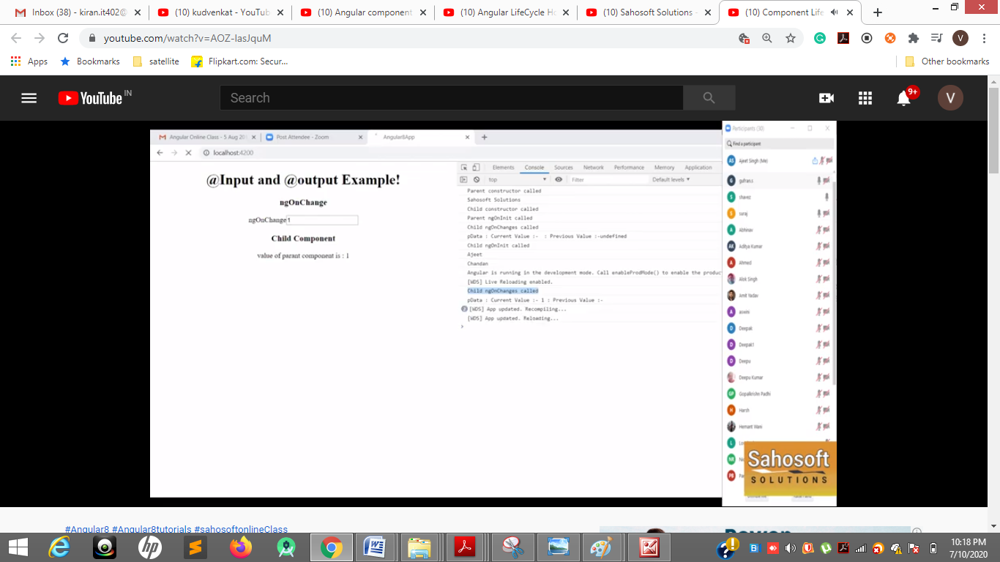 Inbox (38) - kiran.it402@
(10) kudvenkat - YouTub
(10) Angular component
(10) Angular LifeCycle Ho
(10) Sahosoft Solutions -
(10) Component Life
youtube.com/watch?v=AOZ-IasJquM
V
Apps
Bookmarks
satellite
Flipkart.com: Secur...
Other bookmarks
YouTube IN
Search
9+
V
Angular Online Class - 5 Aug 20
Post Attendee - Zoom
Angular8App
localhost:4200
@Input and @output Example!
ngOnChange
ngOnChange 1
Child Component
value of parant component is : 1
Elements Console Sources Network Performance Memory Application
top
Filter
Default levels
Parent constructor called
Sahosoft Solutions
Child constructor called
Parent ngOnInit called
Child ngOnChanges called
pData : Current Value :- : Previous Value :-undefined
Child ngOnInit called
Ajeet
Chandan
Angular is running in the development mode. Call enableProdMode() to enable the produc
[WDS] Live Reloading enabled.
Child ngOnChanges called
pData : Current Value :- 1 : Previous Value :-
2 [WDS] App updated. Recompiling...
[WDS] App updated. Reloading...
Participants (30)
Find a participant
AS Ajeet Singh (Me)
G gufran.s
S shavez
S suraj
A Abhinav
AK Aditya Kumar
A Ahmed
Alok Singh
Amit Yadav
A aswini
D Deepak
D Deepak1
D Deepu
Deepu Kumar
GP Gopalkrishn Padhi
H Harsh
Hemant Wani
L
NR
PB
Sahosoft
SOLUTIONS
#Angular8 #Angular8tutorials #sahosoftonlineClass
10:18 PM
7/10/2020